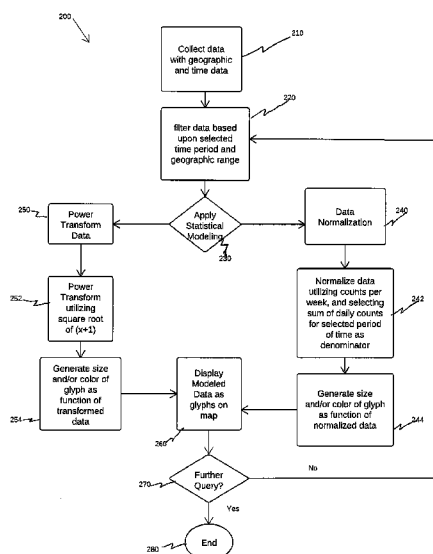 200
210
Collect data
with geographic
and time data
220
filter data based
upon selected
time period and
geographic range
250
Power
Transform
Data
Apply
Statistical
Modeling
230
Data
Normalization
240
252
Power
Transform
utilizing
square root
of (x+1)
Normalize data
utilizing counts per
week, and selecting
sum of daily counts
for selected period
of time as
denominator
242
Generate size
and/or color of
glyph as
function of
transformed
data
254
Display
Modeled
Data as
glyphs on
map
260
Generate size
and/or color of glyph
as function of
normalized data
244
Further
Query?
270
No
Yes
End
280